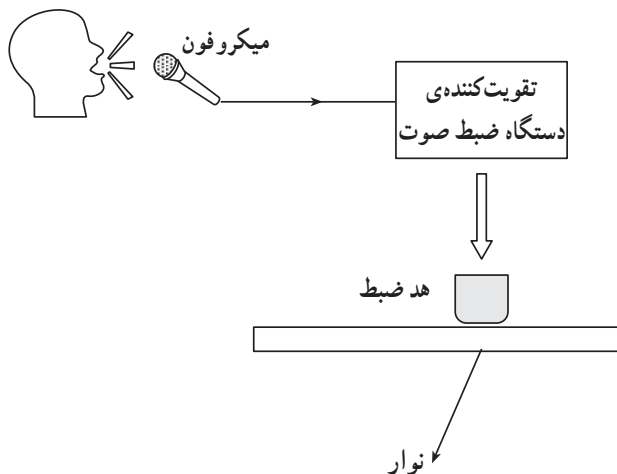 میکروفون
تقویت‌کننده‌ی
دستگاه ضبط صوت
هد ضبط
نوار